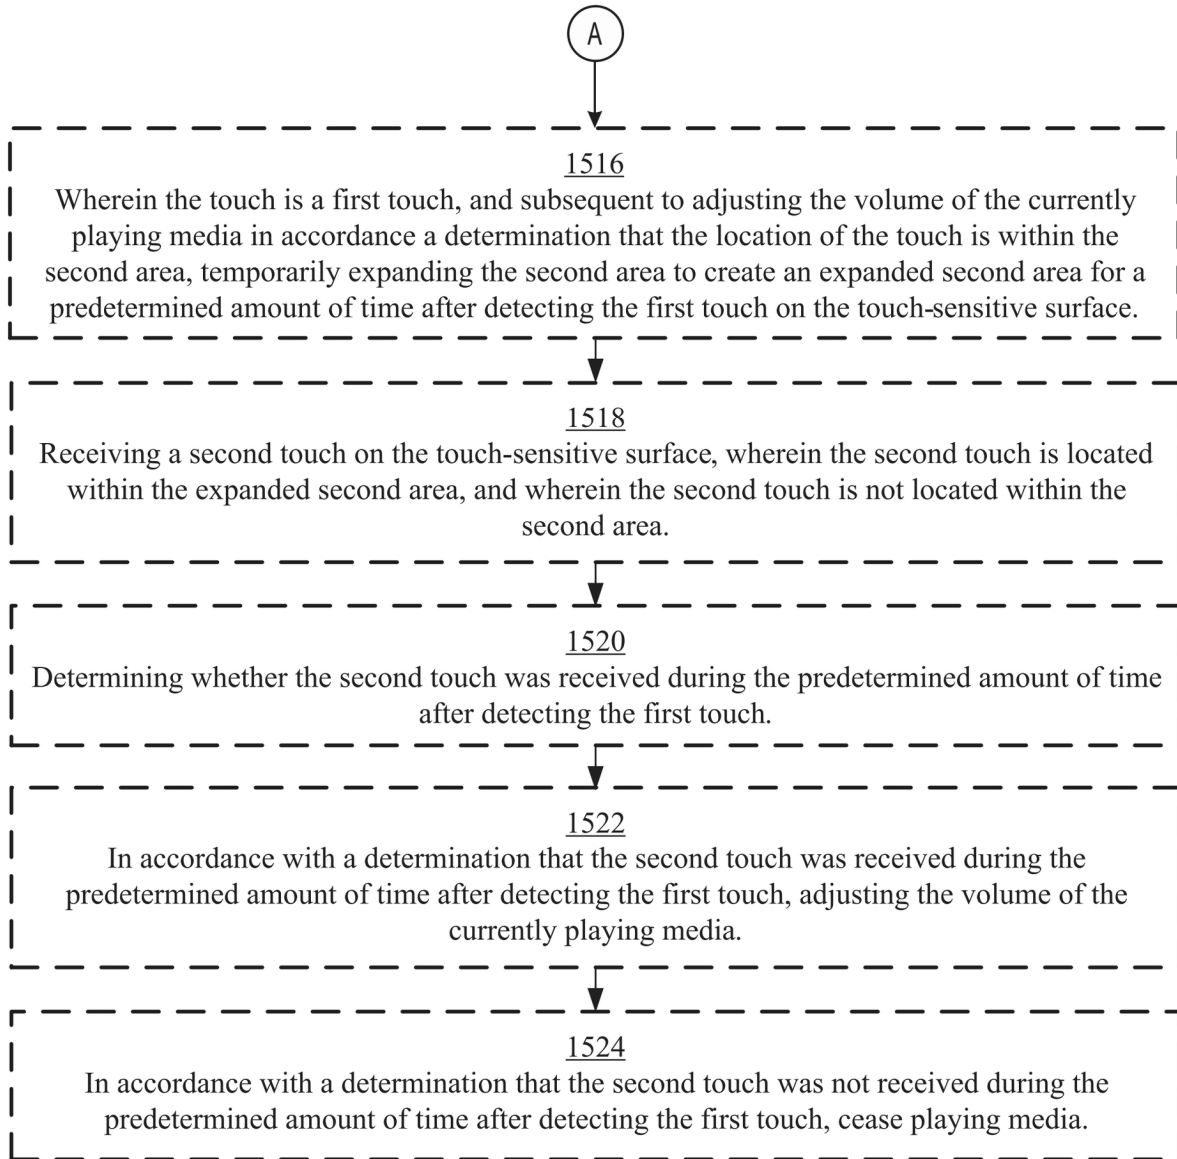 A
1516
Wherein the touch is a first touch, and subsequent to adjusting the volume of the currently
playing media in accordance a determination that the location of the touch is within the
second area, temporarily expanding the second area to create an expanded second area for a
predetermined amount of time after detecting the first touch on the touch-sensitive surface.
1518
Receiving a second touch on the touch-sensitive surface, wherein the second touch is located
within the expanded second area, and wherein the second touch is not located within the
second area.
1520
Determining whether the second touch was received during the predetermined amount of time
after detecting the first touch.
1522
In accordance with a determination that the second touch was received during the
predetermined amount of time after detecting the first touch, adjusting the volume of the
currently playing media.
1524
In accordance with a determination that the second touch was not received during the
predetermined amount of time after detecting the first touch, cease playing media.